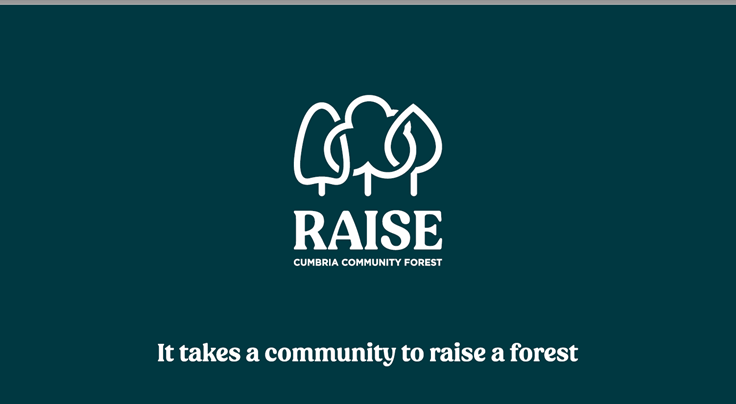 RAISE
CUMBRIA COMMUNITY FOREST
It takes a community to raise a forest